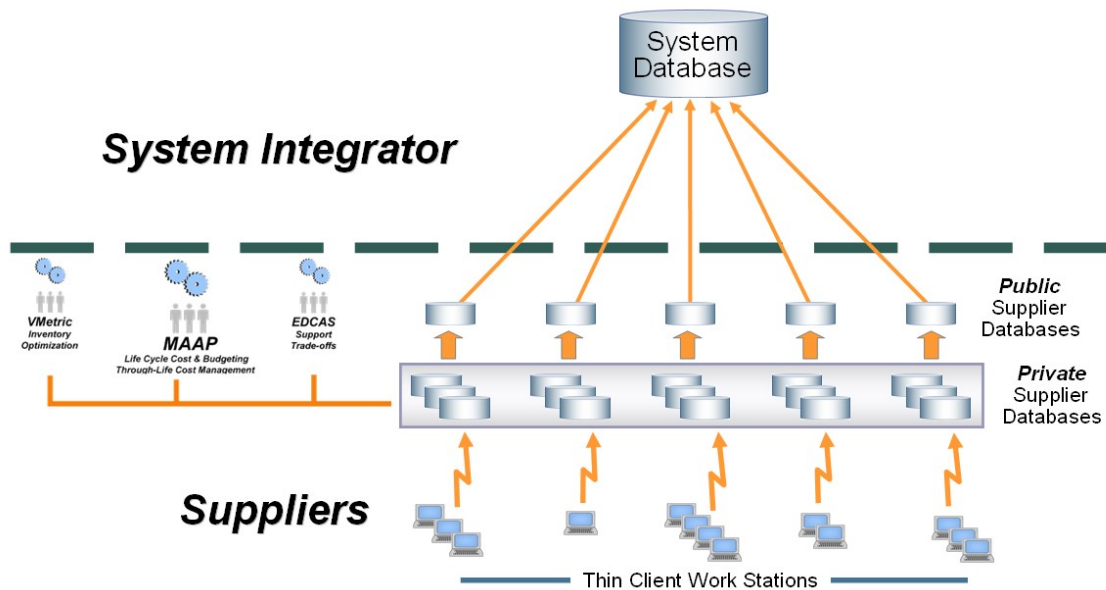 System
Database
System Integrator
VMetric
Inventory
Optimization
MAAP
Life Cycle Cost & Budgeting
Through-Life Cost Management
EDCAS
Support
Trade-offs
Public
Supplier
Databases
Private
Supplier
Databases
Suppliers
Thin Client Work Stations